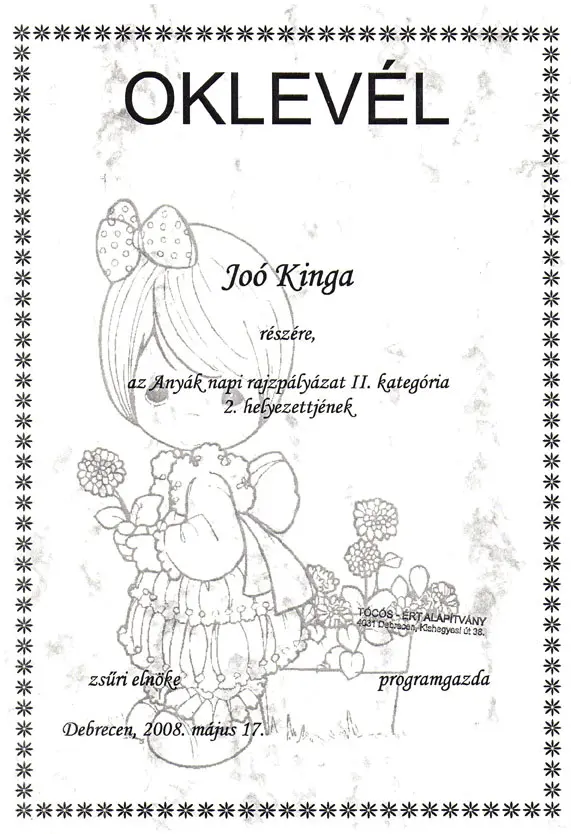 OKLEVÉL
Joó Kinga
részére,
az Anyák napi rajzpályázat II. kategória
2. helyezettjének
TÓCÓS - ÉRT ALAPÍTVÁNY
4031 Debrecen, Kishegyesi út 38.
zsűri elnöke programgazda
Debrecen, 2008. május 17.